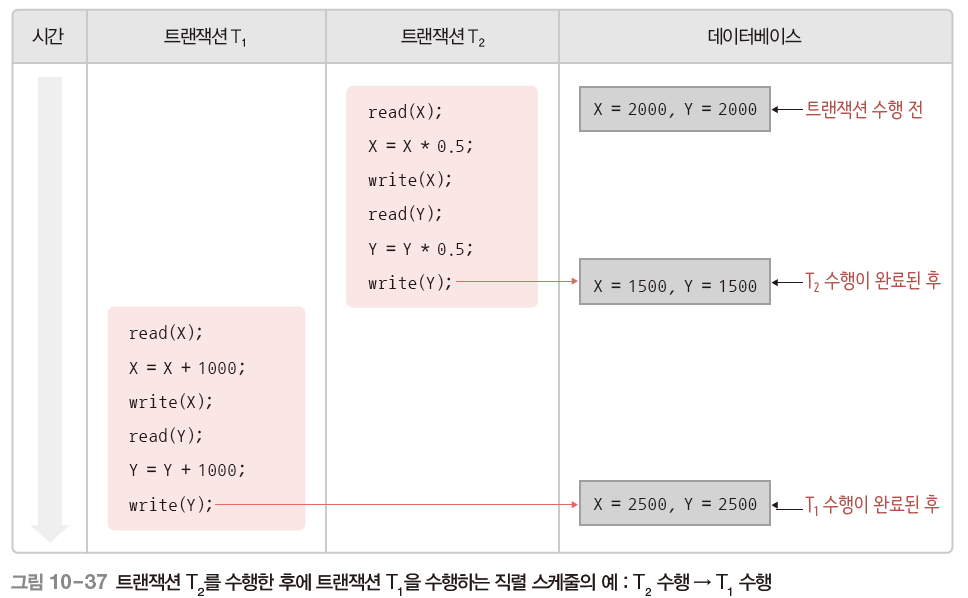 시간 트랜잭션 T1 트랜잭션 T2 데이터베이스
read(X);
X = X * 0.5;
write(X);
read(Y);
Y = Y * 0.5;
write(Y);
X = 2000, Y = 2000 트랜잭션 수행 전
X = 1500, Y = 1500 T2 수행이 완료된 후
read(X);
X = X + 1000;
write(X);
read(Y);
Y = Y + 1000;
write(Y);
X = 2500, Y = 2500 T1 수행이 완료된 후
그림 10-37 트랜잭션 T2를 수행한 후에 트랜잭션 T1을 수행하는 직렬 스케줄의 예 : T2 수행 → T1 수행